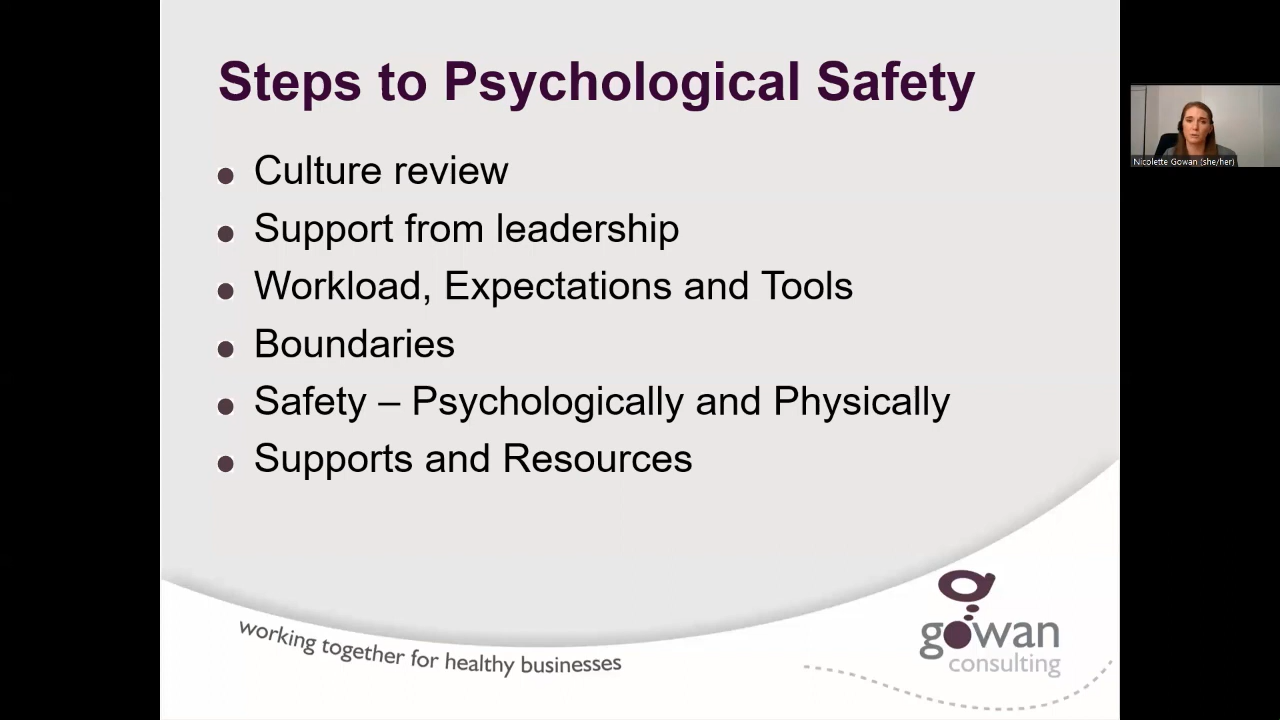 Steps to Psychological Safety
Culture review
Support from leadership
Workload, Expectations and Tools
Boundaries
Safety – Psychologically and Physically
Supports and Resources
working together for healthy businesses
gowan
consulting
Nicolette Gowan (she/her)